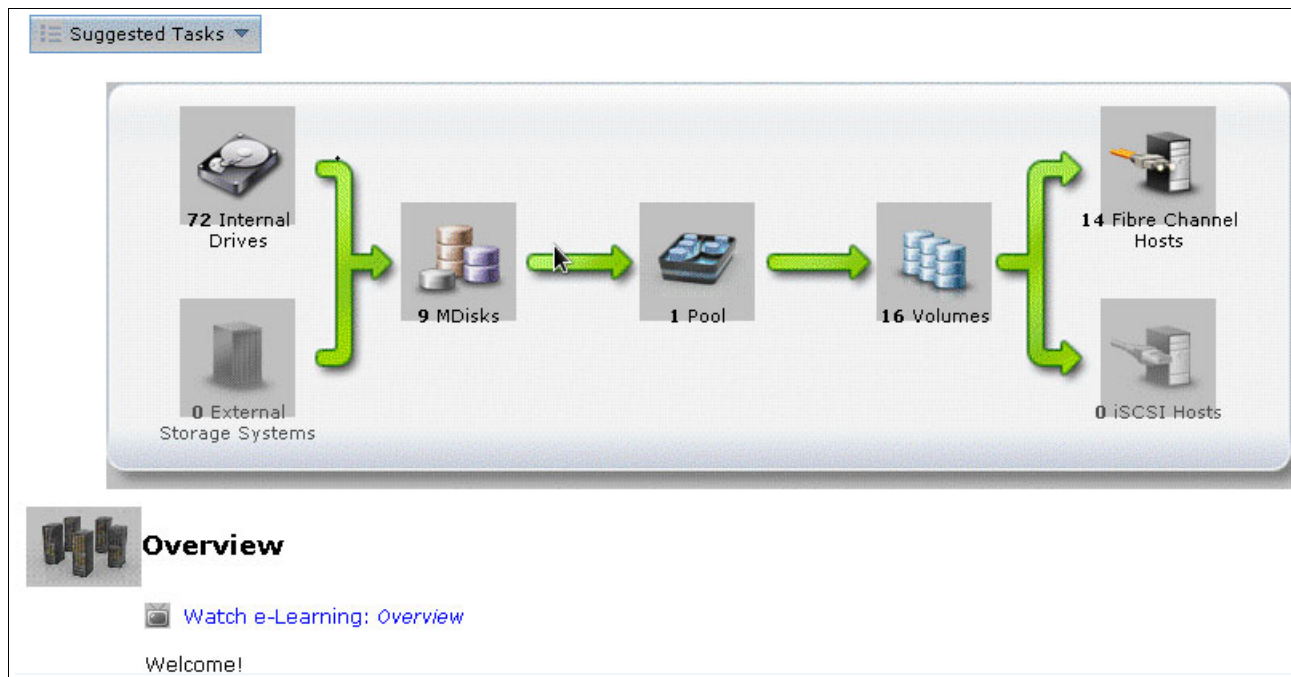 Suggested Tasks
72 Internal
Drives
14 Fibre Channel
Hosts
9 MDisks
1 Pool
16 Volumes
0 External
Storage Systems
0 iSCSI Hosts
Overview
Watch e-Learning: Overview
Welcome!